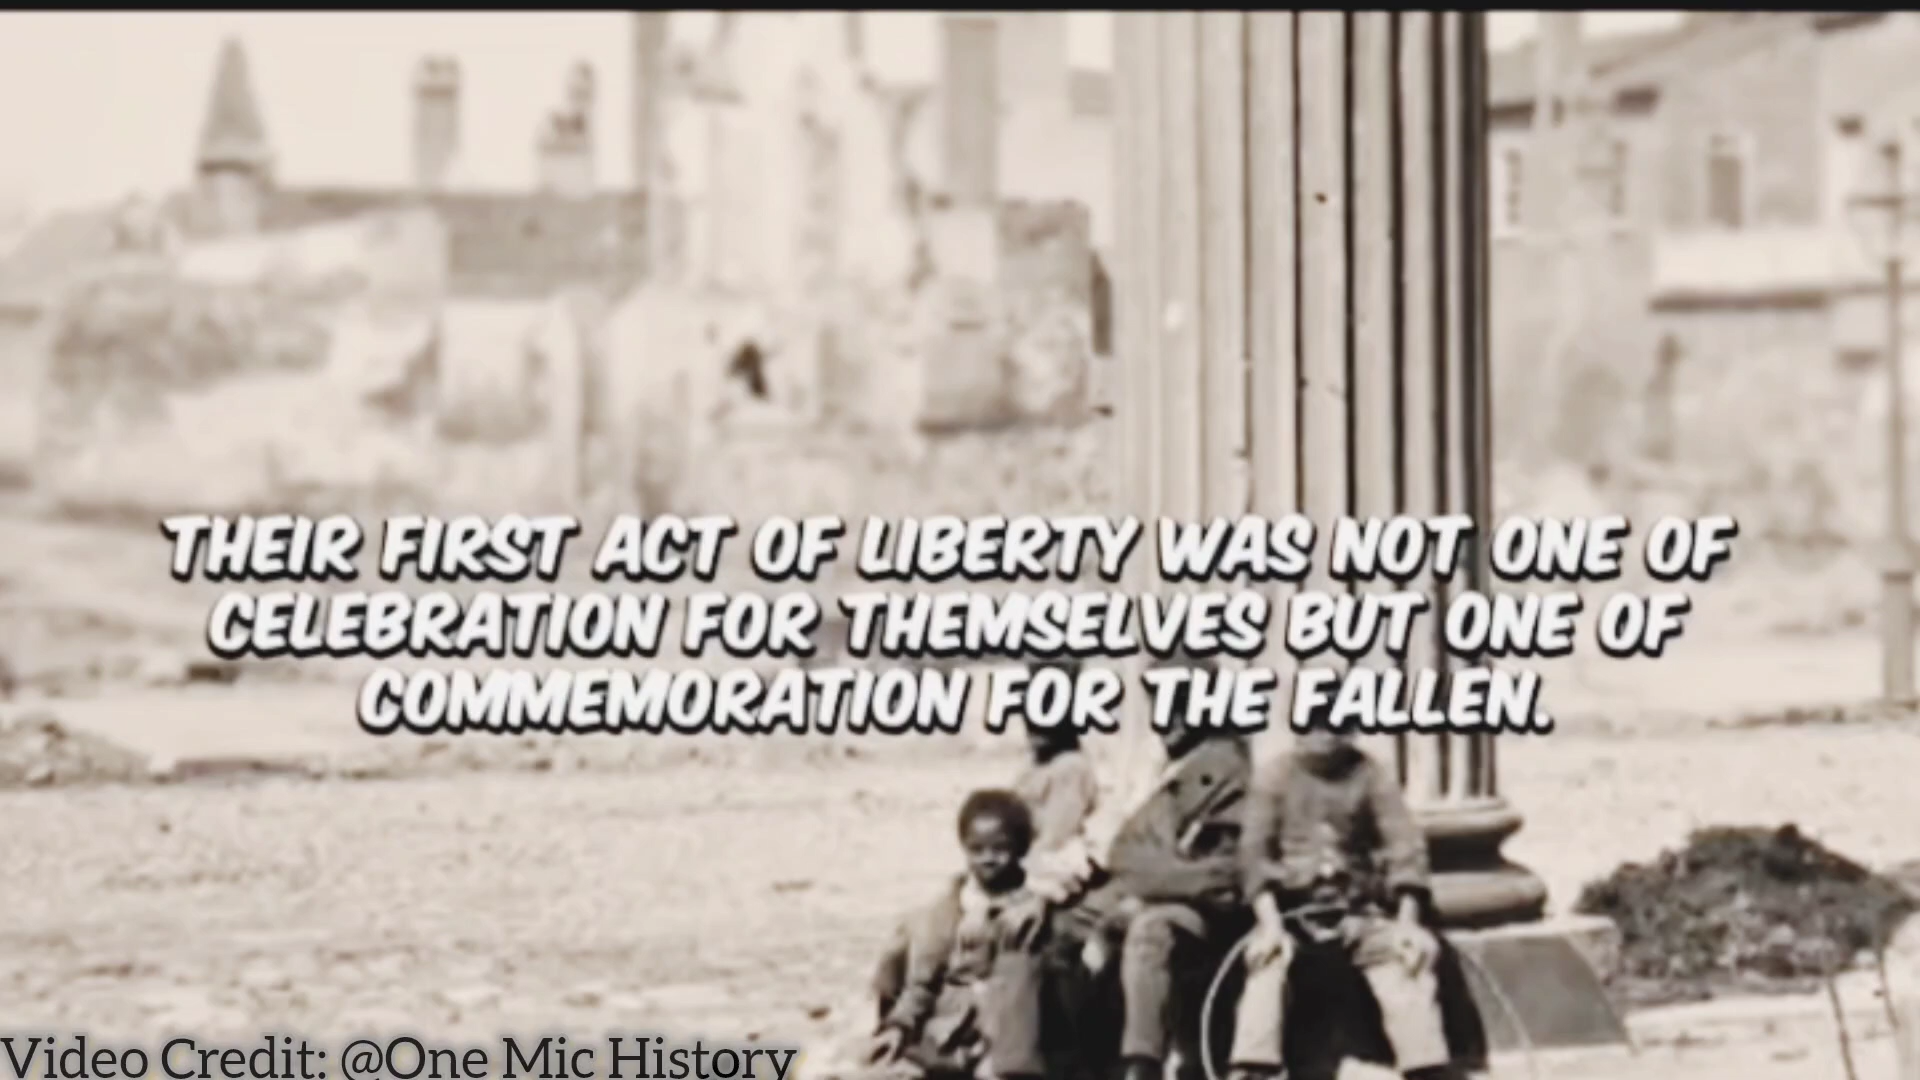 THEIR FIRST ACT OF LIBERTY WAS NOT ONE OF
CELEBRATION FOR THEMSELVES BUT ONE OF
COMMEMORATION FOR THE FALLEN.
Video Credit: @One Mic History